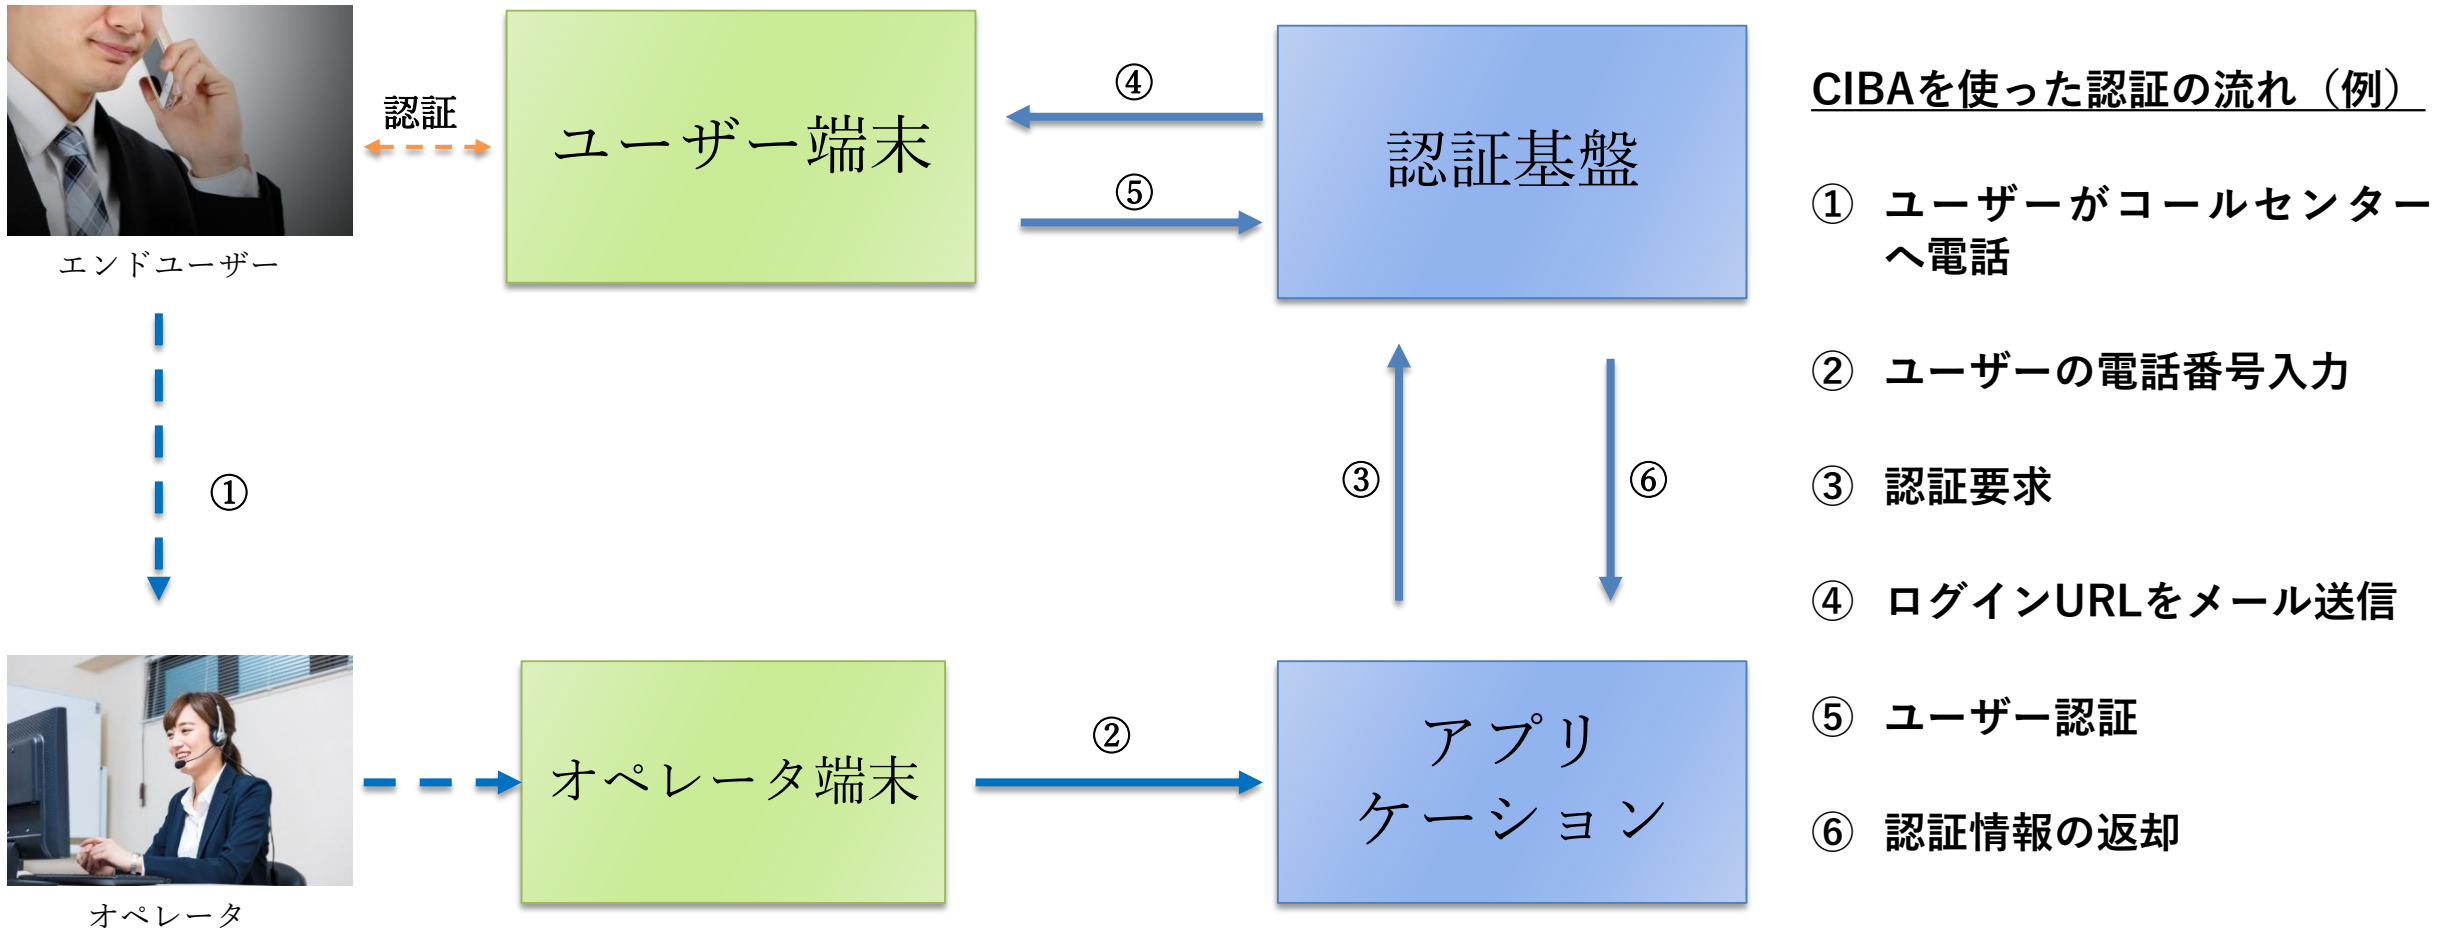 認証
ユーザー端末
④
⑤
認証基盤
エンドユーザー
①
③
⑥
オペレータ端末
②
アプリ
ケーション
オペレータ
CIBAを使った認証の流れ（例）
① ユーザーがコールセンター
へ電話
② ユーザーの電話番号入力
③ 認証要求
④ ログインURLをメール送信
⑤ ユーザー認証
⑥ 認証情報の返却